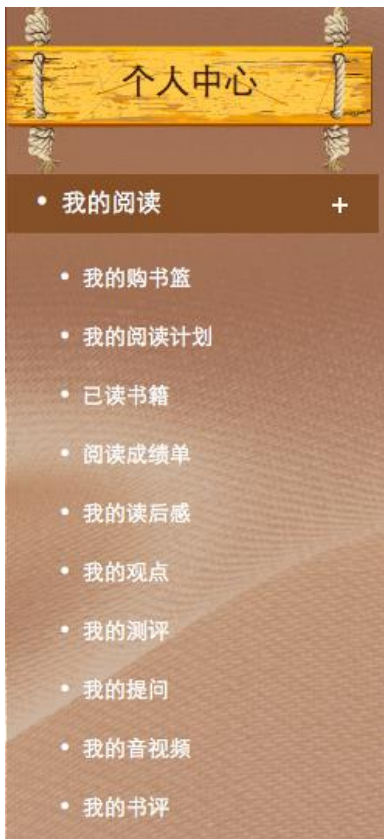 个人中心
• 我的阅读 +
• 我的购书篮
• 我的阅读计划
• 已读书籍
• 阅读成绩单
• 我的读后感
• 我的观点
• 我的测评
• 我的提问
• 我的音视频
• 我的书评